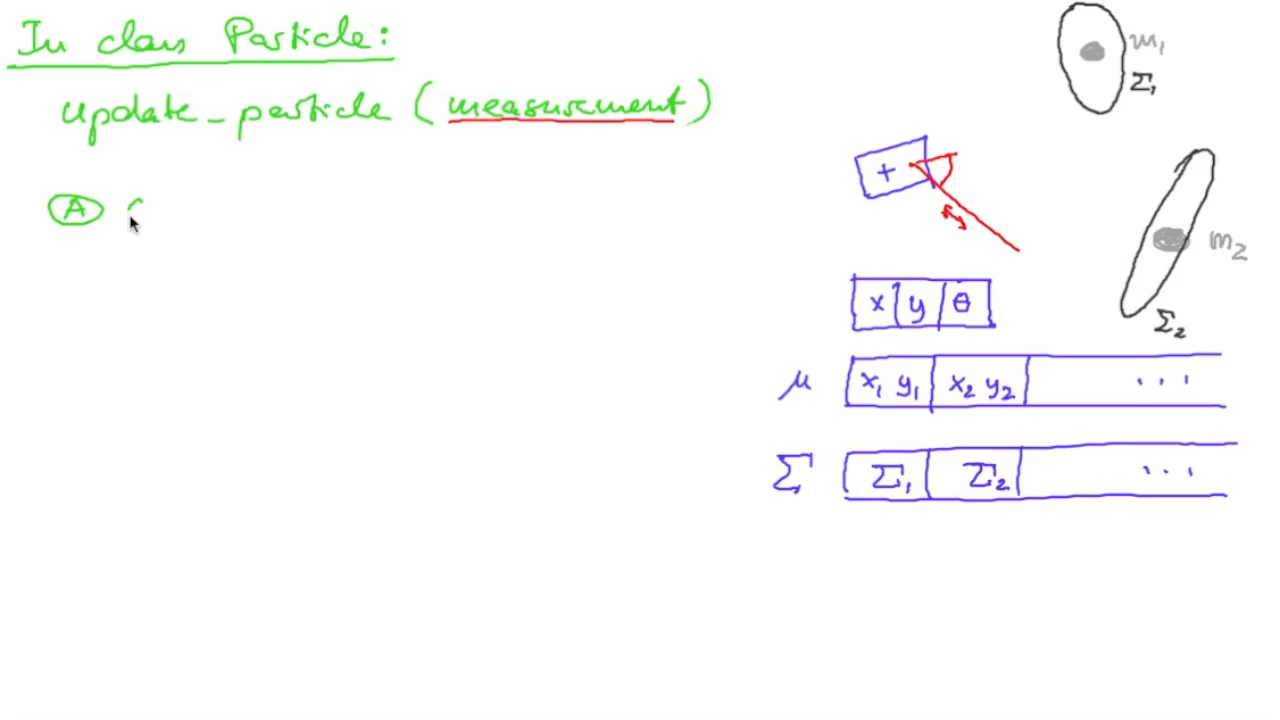 In class Particle:
update_particle (measurement)
A
m₁
Σ₁
+
m₂
Σ₂
x y θ
μ x₁ y₁ x₂ y₂ ...
Σ Σ₁ Σ₂ ...